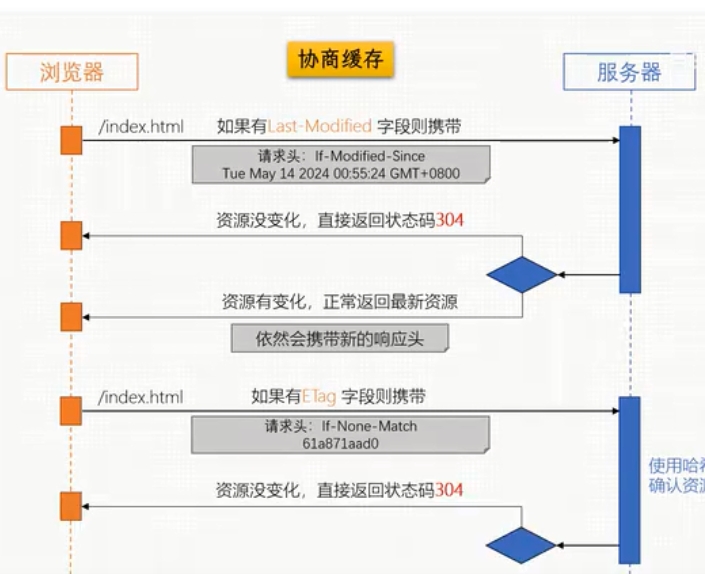 协商缓存
浏览器
服务器
/index.html 如果有Last-Modified 字段则携带
请求头：If-Modified-Since
Tue May 14 2024 00:55:24 GMT+0800
资源没变化，直接返回状态码304
资源有变化，正常返回最新资源
依然会携带新的响应头
/index.html 如果有ETag 字段则携带
请求头：If-None-Match
61a871aad0
使用哈
确认资
资源没变化，直接返回状态码304